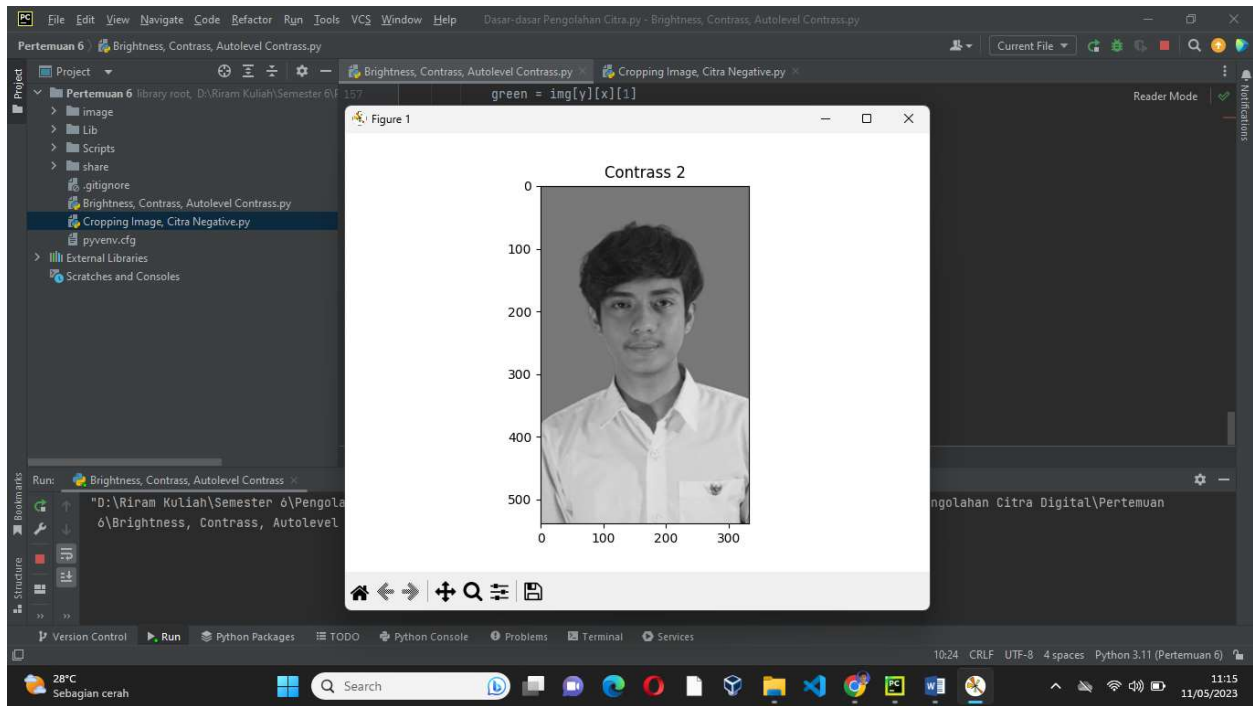 PC File Edit View Navigate Code Refactor Run Tools VCS Window Help Dasar-dasar Pengolahan Citra.py - Brightness, Contrass, Autolevel Contrass.py
Pertemuan 6 Brightness, Contrass, Autolevel Contrass.py Current File
Project Brightness, Contrass, Autolevel Contrass.py Cropping Image, Citra Negative.py
Project
Pertemuan 6 library root, D:\Riram Kuliah\Semester 6\
157 green = img[y][x][1]
Reader Mode
Notifications
image
Lib
Scripts
share
.gitignore
Brightness, Contrass, Autolevel Contrass.py
Cropping Image, Citra Negative.py
pyvenv.cfg
External Libraries
Scratches and Consoles
Figure 1
Contrass 2
0
100
200
300
400
500
0 100 200 300
Bookmarks
Structure
Run: Brightness, Contrass, Autolevel Contrass
"D:\Riram Kuliah\Semester 6\Pengola ngolahan Citra Digital\Pertemuan
6\Brightness, Contrass, Autolevel
Version Control Run Python Packages TODO Python Console Problems Terminal Services
10:24 CRLF UTF-8 4 spaces Python 3.11 (Pertemuan 6)
28°C
Sebagian cerah
Search
PC
11:15
11/05/2023